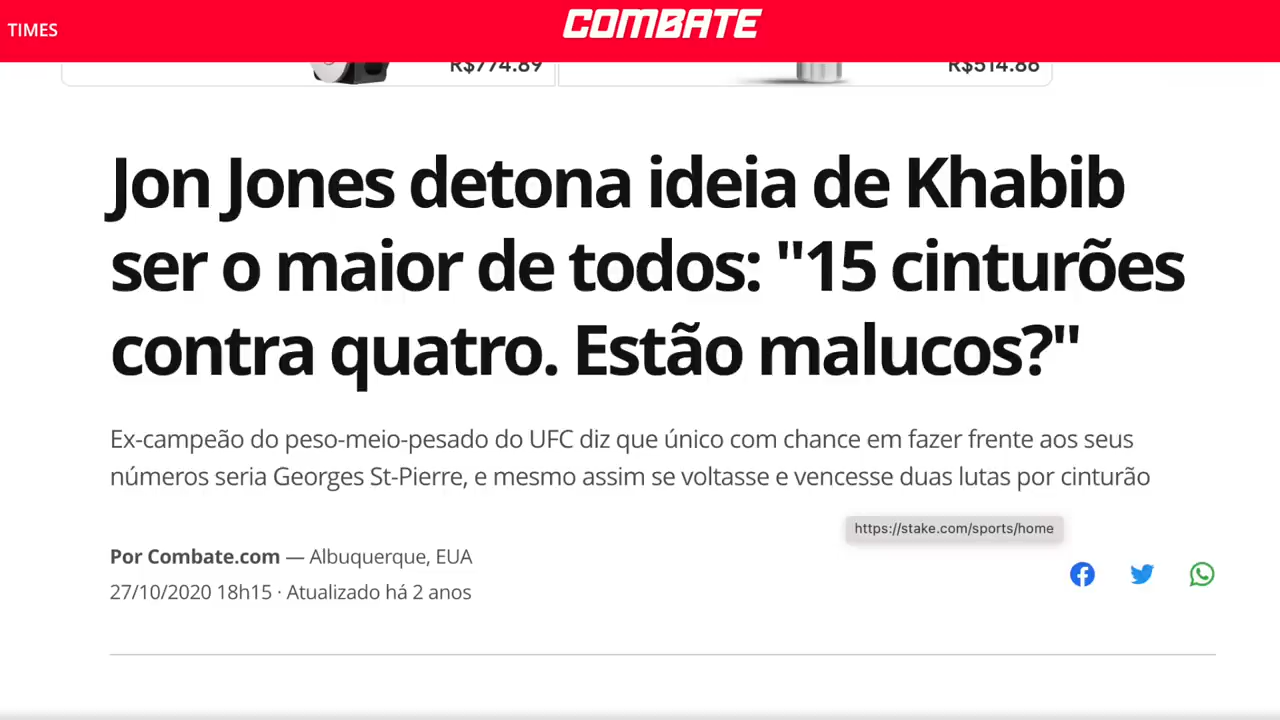 TIMES
COMBATE
R$774.89
R$514.86
Jon Jones detona ideia de Khabib
ser o maior de todos: "15 cinturões
contra quatro. Estão malucos?"
Ex-campeão do peso-meio-pesado do UFC diz que único com chance em fazer frente aos seus
números seria Georges St-Pierre, e mesmo assim se voltasse e vencesse duas lutas por cinturão
https://stake.com/sports/home
Por Combate.com — Albuquerque, EUA
27/10/2020 18h15 · Atualizado há 2 anos